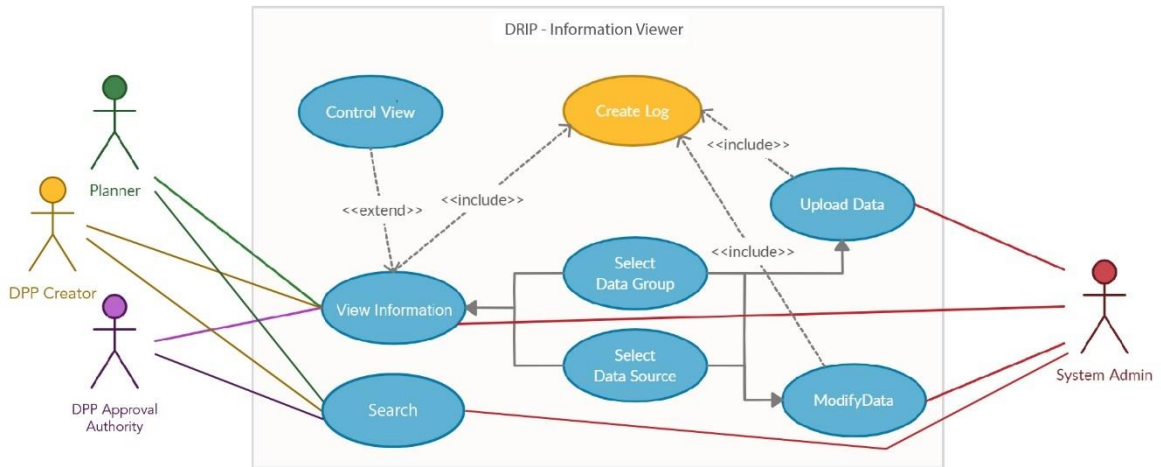 DRIP - Information Viewer
Control View
Create Log
<<include>>
Planner
<<extend>>
<<include>>
Upload Data
<<include>>
Select
Data Group
DPP Creator
View Information
Select
Data Source
System Admin
DPP Approval
Authority
Search
ModifyData